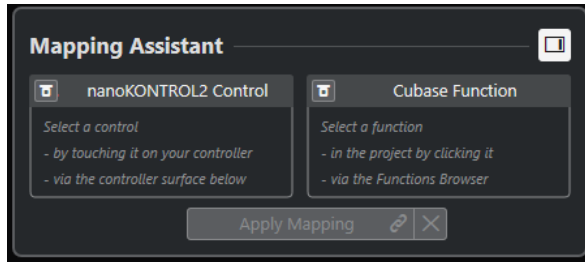 Mapping Assistant
nanoKONTROL2 Control
Select a control
- by touching it on your controller
- via the controller surface below
Cubase Function
Select a function
- in the project by clicking it
- via the Functions Browser
Apply Mapping